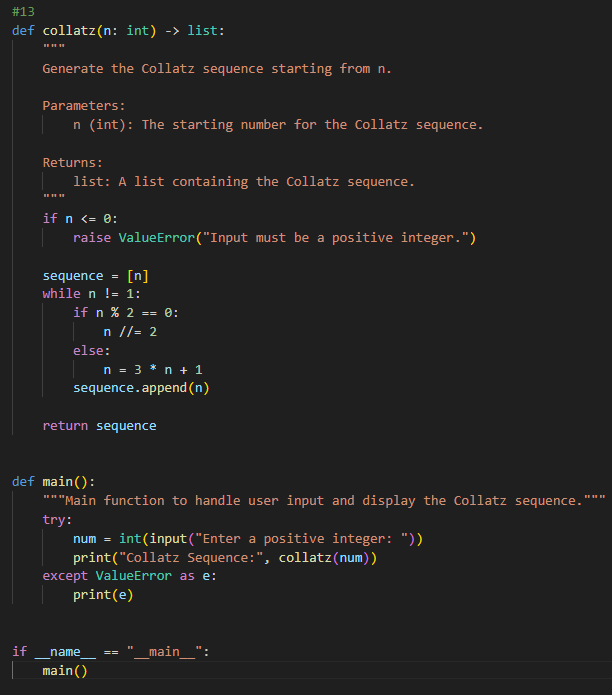 #13
def collatz(n: int) -> list:
    """
    Generate the Collatz sequence starting from n.

    Parameters:
        n (int): The starting number for the Collatz sequence.

    Returns:
        list: A list containing the Collatz sequence.
    """
    if n <= 0:
        raise ValueError("Input must be a positive integer.")

    sequence = [n]
    while n != 1:
        if n % 2 == 0:
            n //= 2
        else:
            n = 3 * n + 1
        sequence.append(n)

    return sequence


def main():
    """Main function to handle user input and display the Collatz sequence."""
    try:
        num = int(input("Enter a positive integer: "))
        print("Collatz Sequence:", collatz(num))
    except ValueError as e:
        print(e)


if __name__ == "__main__":
    main()